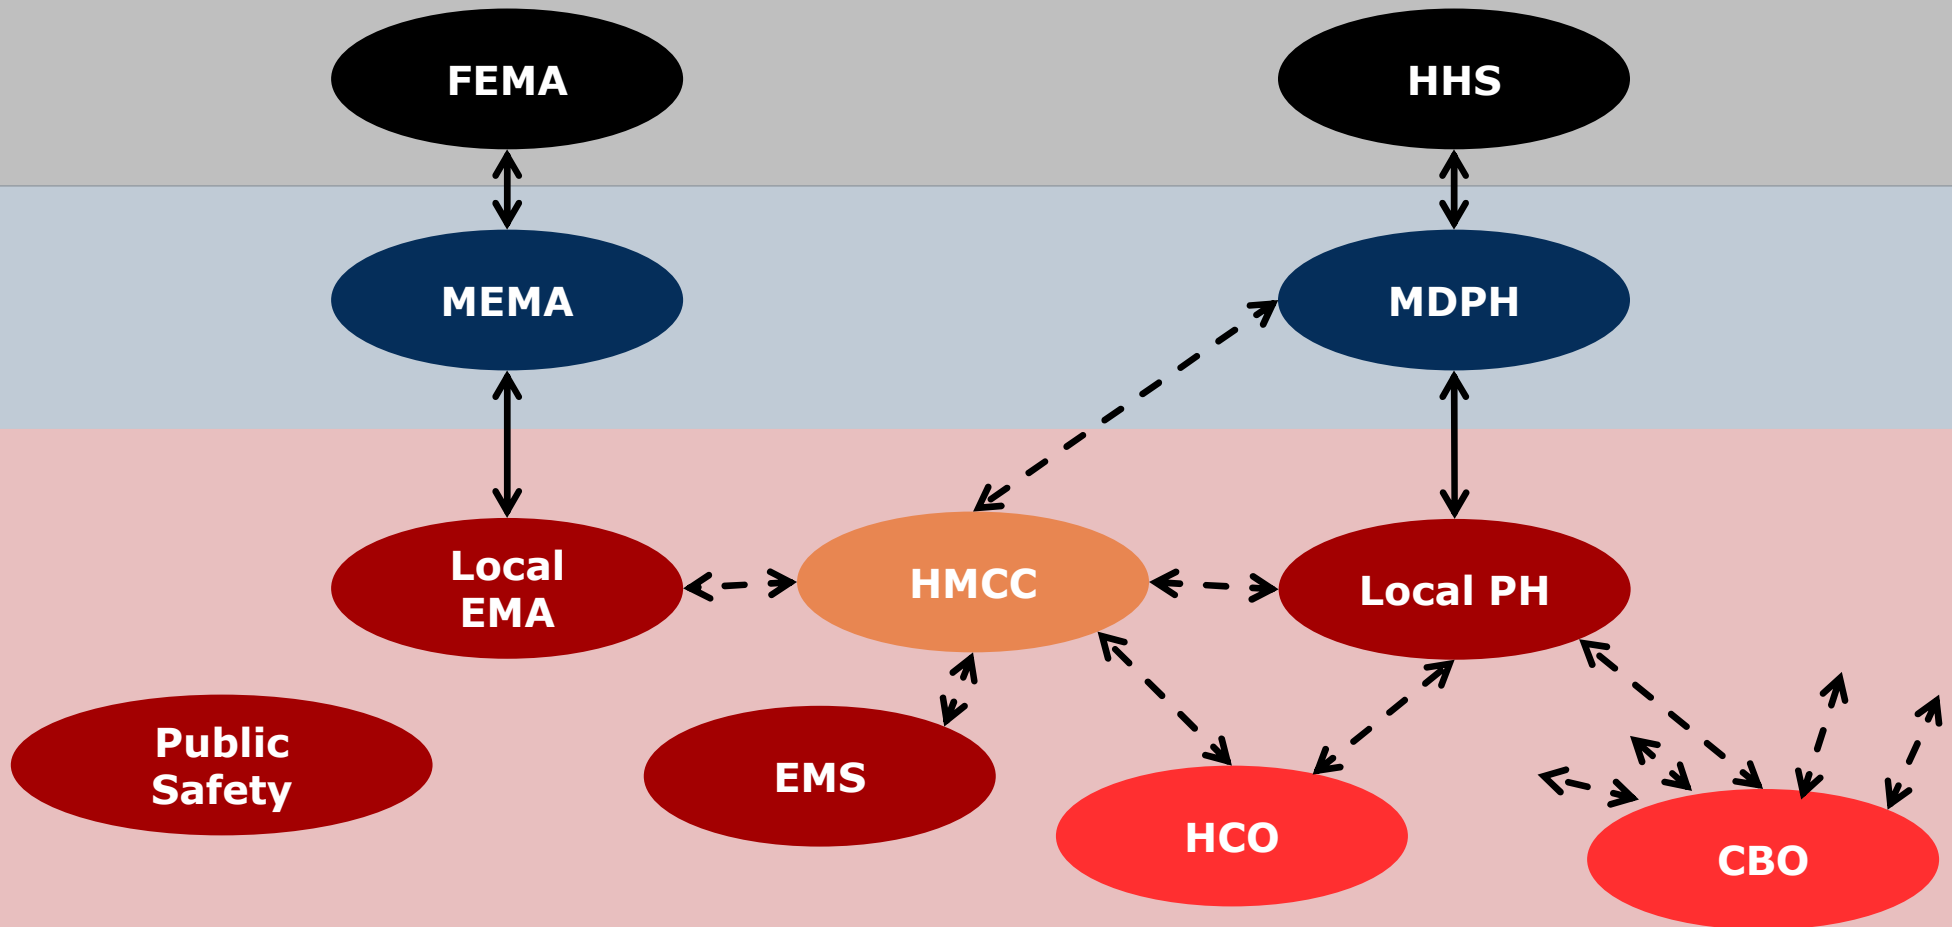 FEMA
HHS
MEMA
MDPH
Local
EMA
HMCC
Local PH
Public
Safety
EMS
HCO
CBO